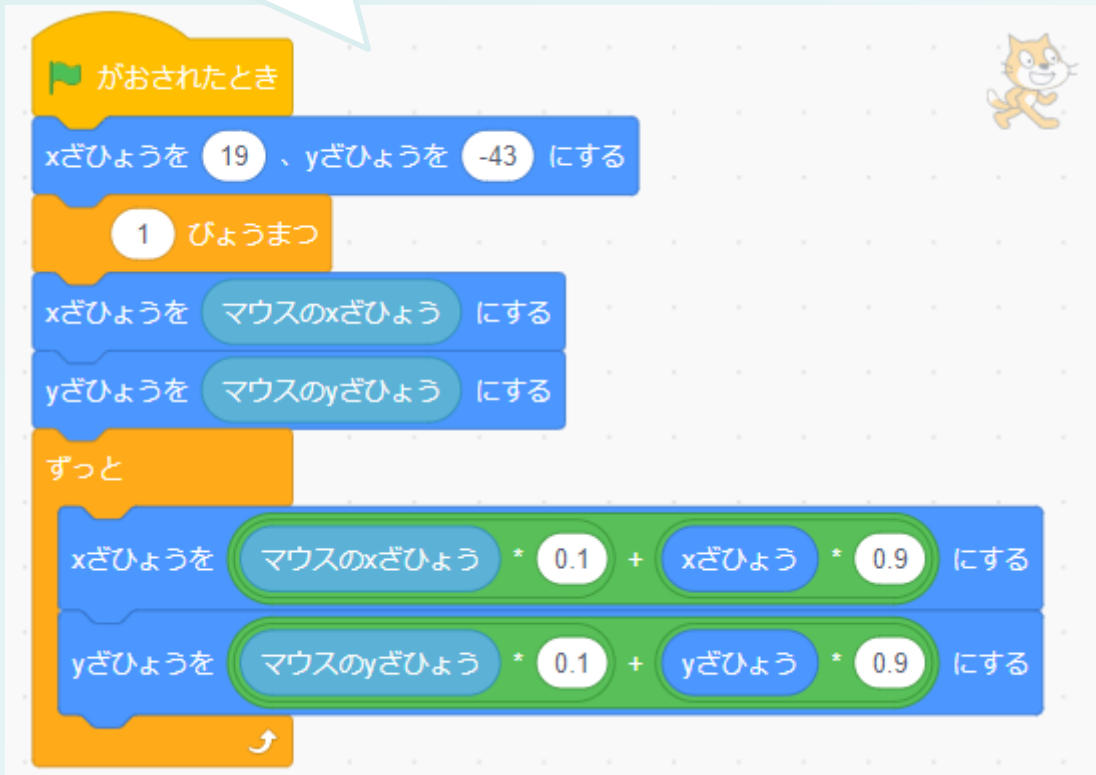 がおされたとき
xざひょうを 19 、yざひょうを -43 にする
1 びょうまつ
xざひょうを マウスのxざひょう にする
yざひょうを マウスのyざひょう にする
ずっと
xざひょうを マウスのxざひょう * 0.1 + xざひょう * 0.9 にする
yざひょうを マウスのyざひょう * 0.1 + yざひょう * 0.9 にする